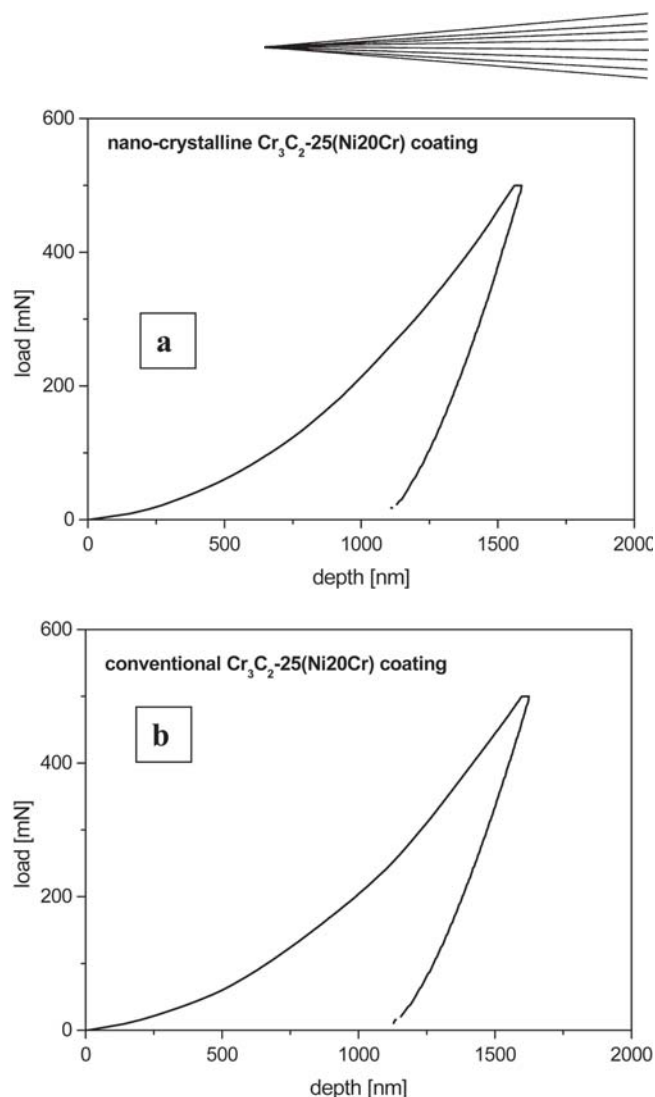 600
nano-crystalline Cr₃C₂-25(Ni20Cr) coating
400
a
load [mN]
200
0
0 500 1000 1500 2000
depth [nm]
600
conventional Cr₃C₂-25(Ni20Cr) coating
b
400
load [mN]
200
0
0 500 1000 1500 2000
depth [nm]